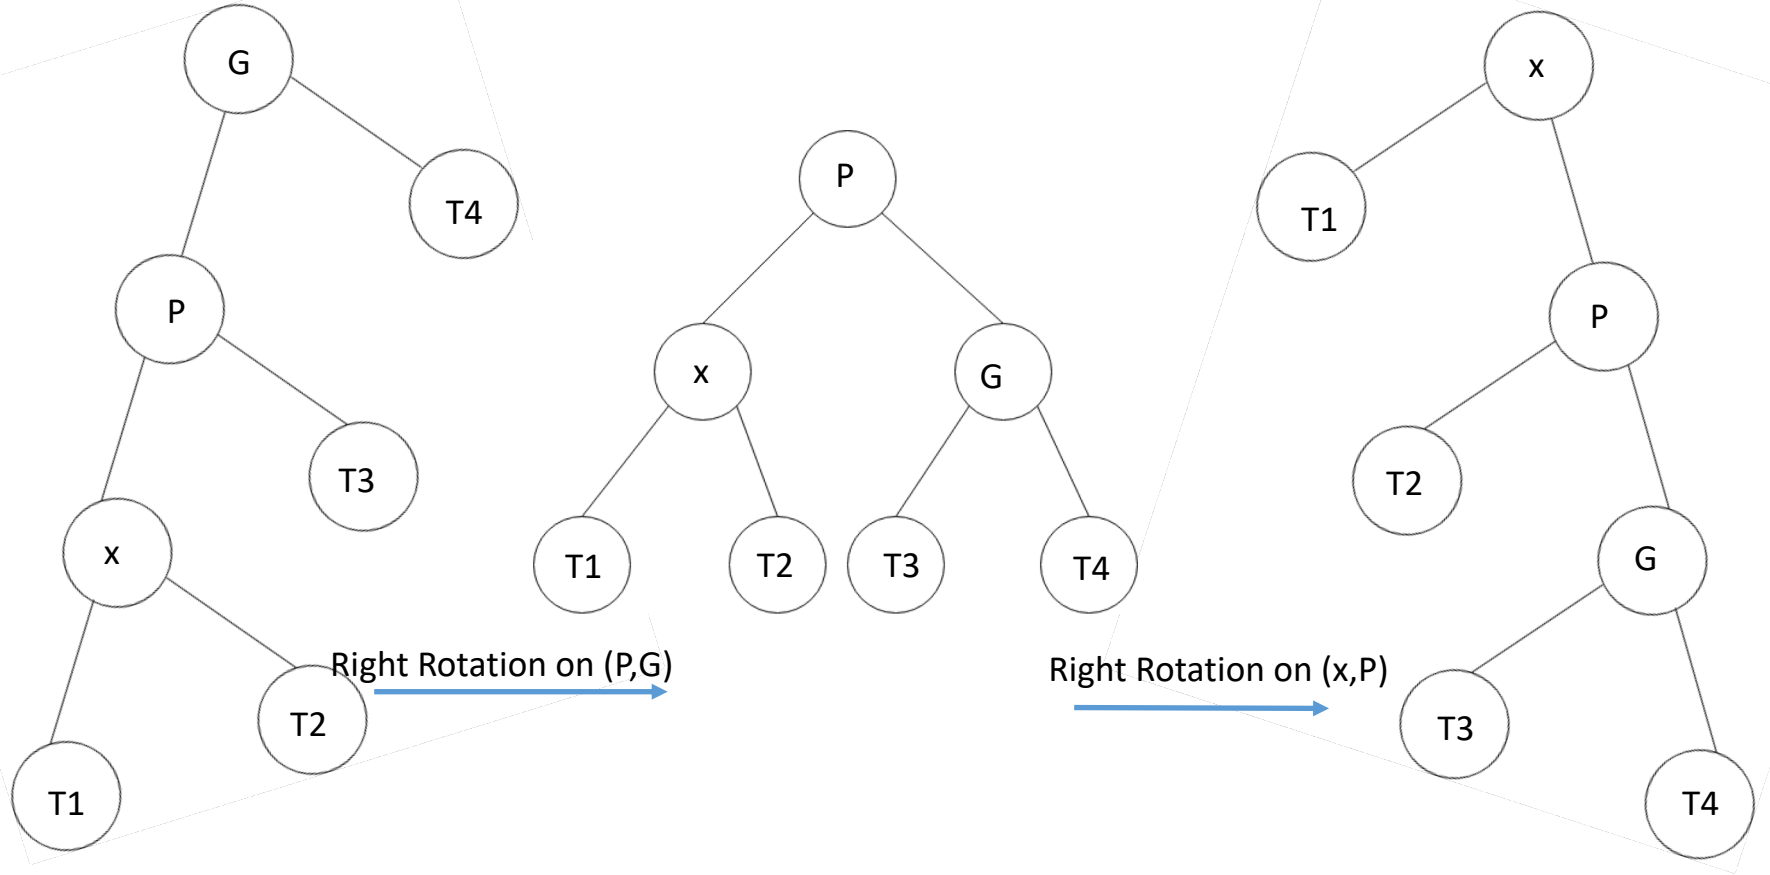 G
T4
P
T3
x
T2
T1
Right Rotation on (P,G)
P
x
G
T1
T2
T3
T4
Right Rotation on (x,P)
x
T1
P
T2
G
T3
T4